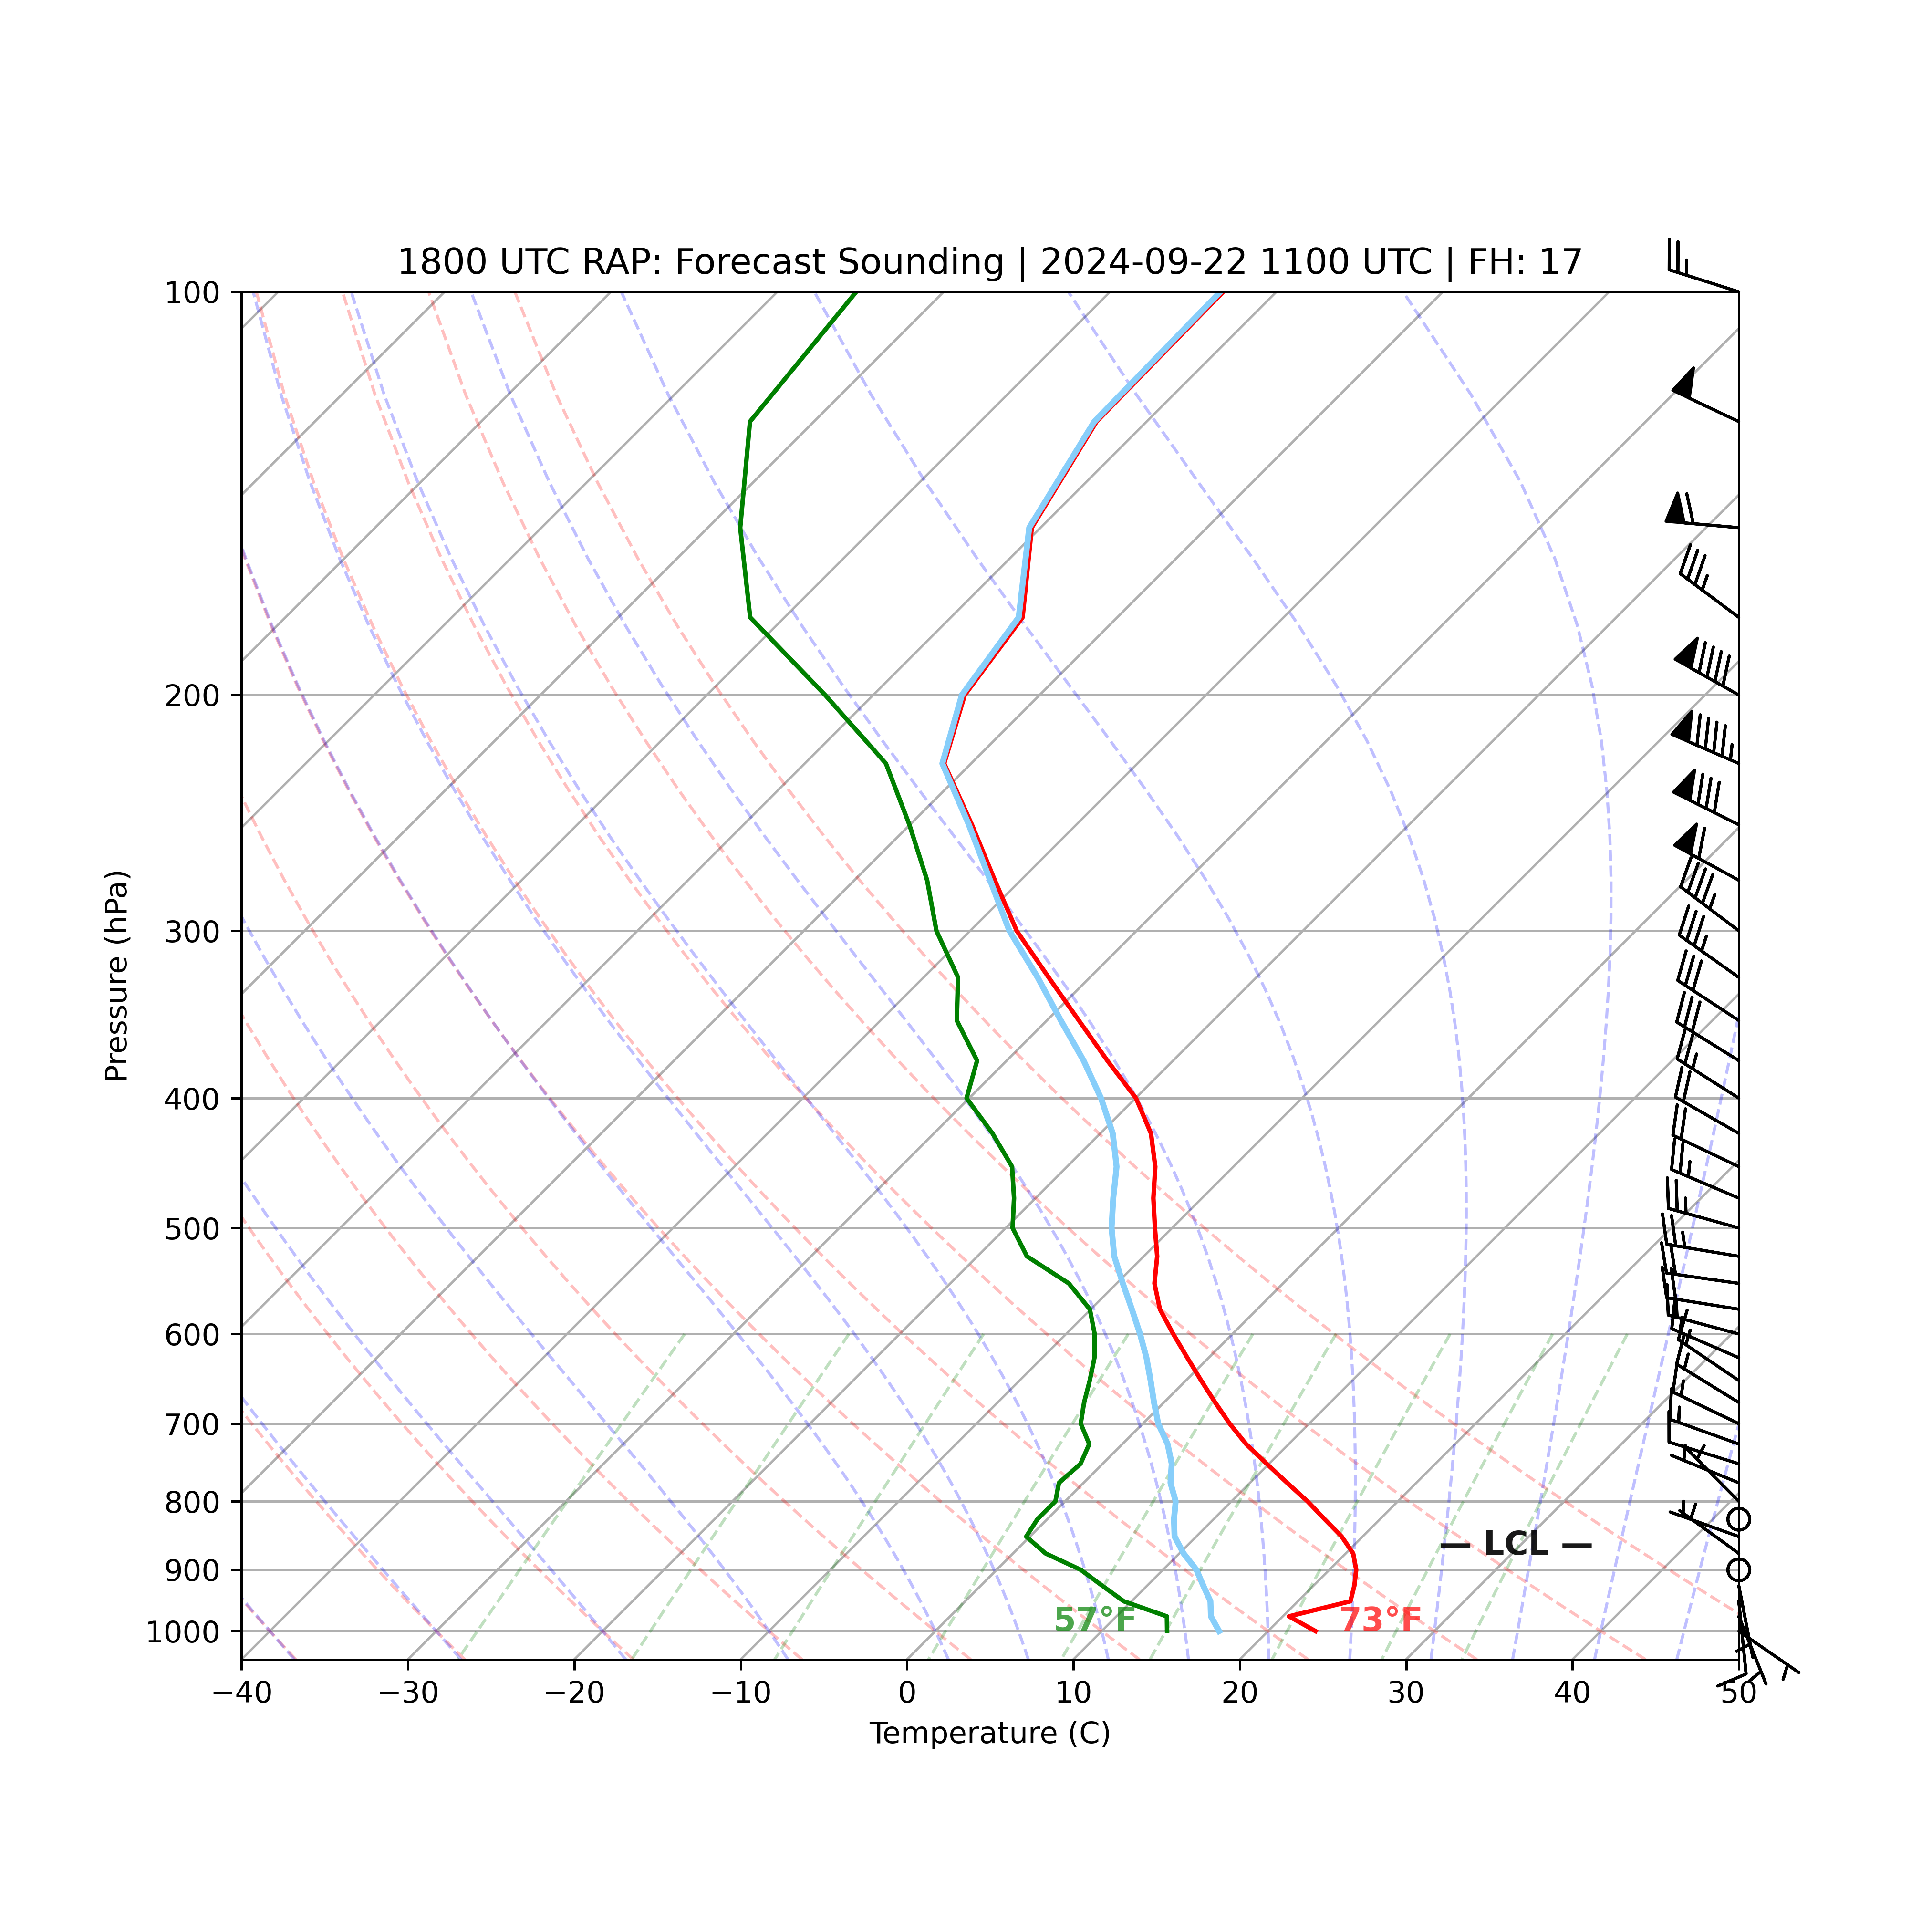 1800 UTC RAP: Forecast Sounding | 2024-09-22 1100 UTC | FH: 17
100
200
300
400
500
600
700
800
900
1000
Pressure (hPa)
— LCL —
57°F
73°F
−40 −30 −20 −10 0 10 20 30 40 50
Temperature (C)